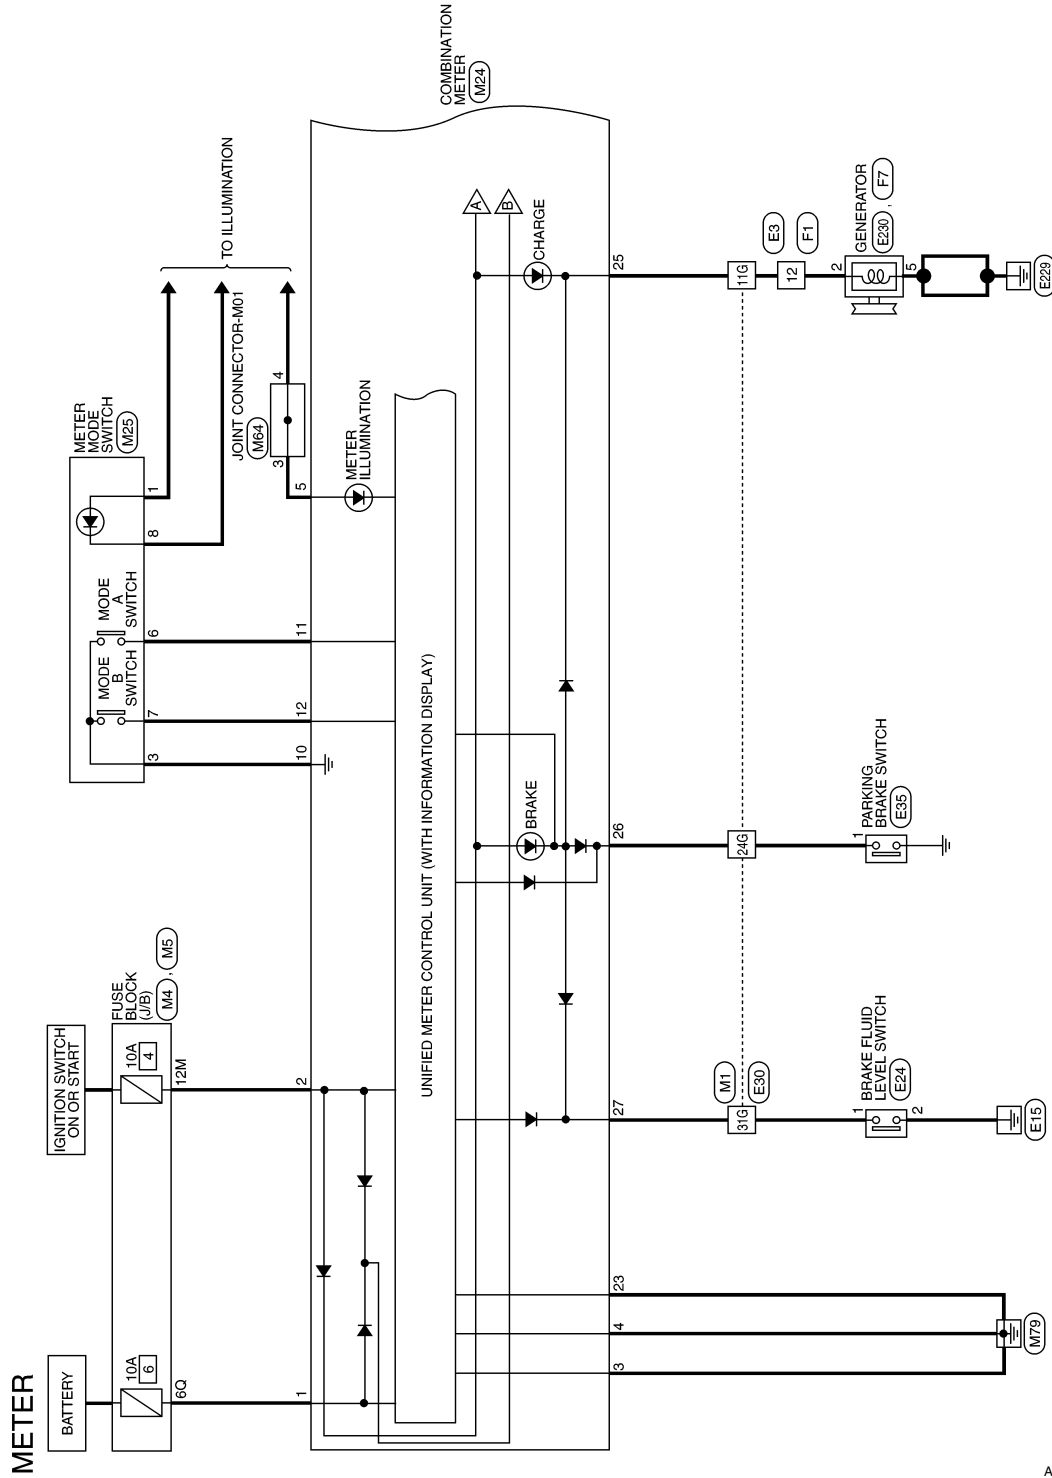 METER
BATTERY
IGNITION SWITCH
ON OR START
10A
6
10A
4
FUSE
BLOCK
(J/B)
M4 , M5
6Q
12M
METER
MODE
SWITCH
M25
MODE
B
SWITCH
MODE
A
SWITCH
3
7
6
8
1
TO ILLUMINATION
JOINT CONNECTOR-M01
M64
3
4
1
2
10
12
11
5
COMBINATION
METER
M24
METER
ILLUMINATION
UNIFIED METER CONTROL UNIT (WITH INFORMATION DISPLAY)
A
B
BRAKE
CHARGE
3
4
23
27
26
25
31G
M1
E30
24G
11G
12
E3
F1
1
BRAKE FLUID
LEVEL SWITCH
E24
2
1
PARKING
BRAKE SWITCH
E35
2
GENERATOR
E230 , F7
5
M79
E15
E229
A